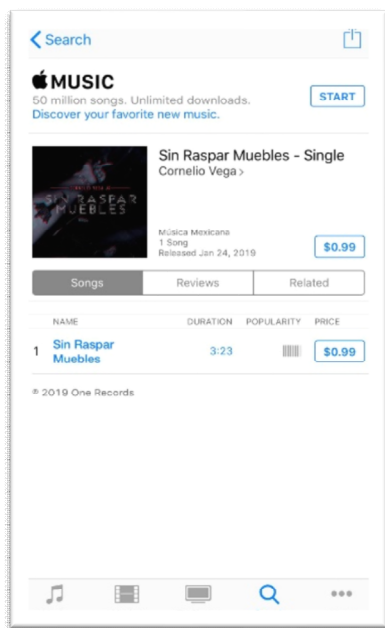 Search
MUSIC
START
50 million songs. Unlimited downloads.
Discover your favorite new music.
SIN RASPAR
MUEBLES
Sin Raspar Muebles - Single
Cornelio Vega >
Música Mexicana
1 Song
Released Jan 24, 2019
$0.99
Songs Reviews Related
NAME DURATION POPULARITY PRICE
1 Sin Raspar
Muebles
3:23 $0.99
℗ 2019 One Records